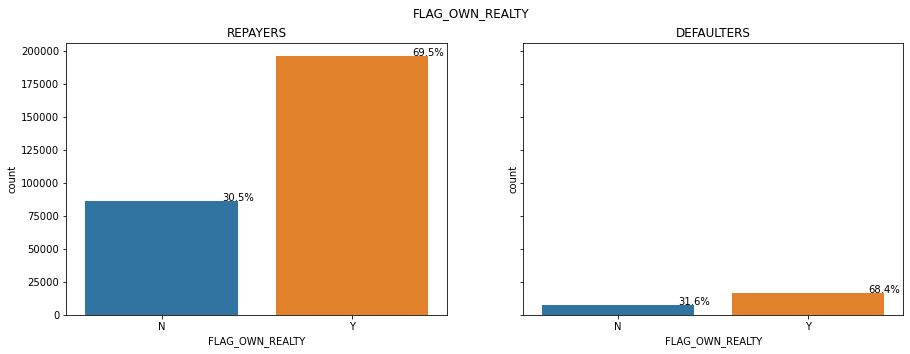 FLAG_OWN_REALTY
REPAYERS
200000
175000
150000
125000
100000
75000
50000
25000
0
count
30.5%
69.5%
N
Y
FLAG_OWN_REALTY
DEFAULTERS
count
31.6%
68.4%
N
Y
FLAG_OWN_REALTY